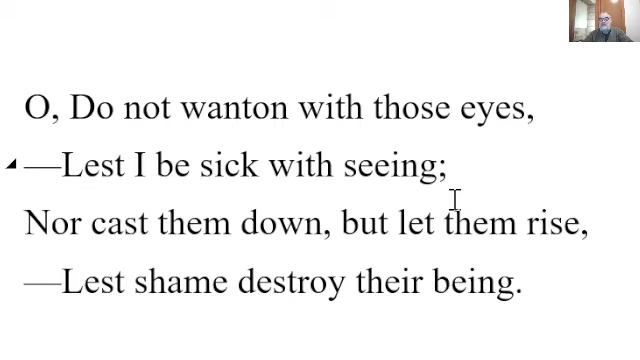 O, Do not wanton with those eyes,
—Lest I be sick with seeing;
Nor cast them down, but let them rise,
—Lest shame destroy their being.